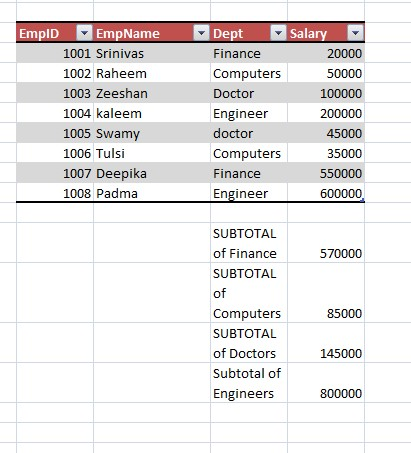 EmpID EmpName Dept Salary
1001 Srinivas Finance 20000
1002 Raheem Computers 50000
1003 Zeeshan Doctor 100000
1004 kaleem Engineer 200000
1005 Swamy doctor 45000
1006 Tulsi Computers 35000
1007 Deepika Finance 550000
1008 Padma Engineer 600000
SUBTOTAL
of Finance 570000
SUBTOTAL
of
Computers 85000
SUBTOTAL
of Doctors 145000
Subtotal of
Engineers 800000